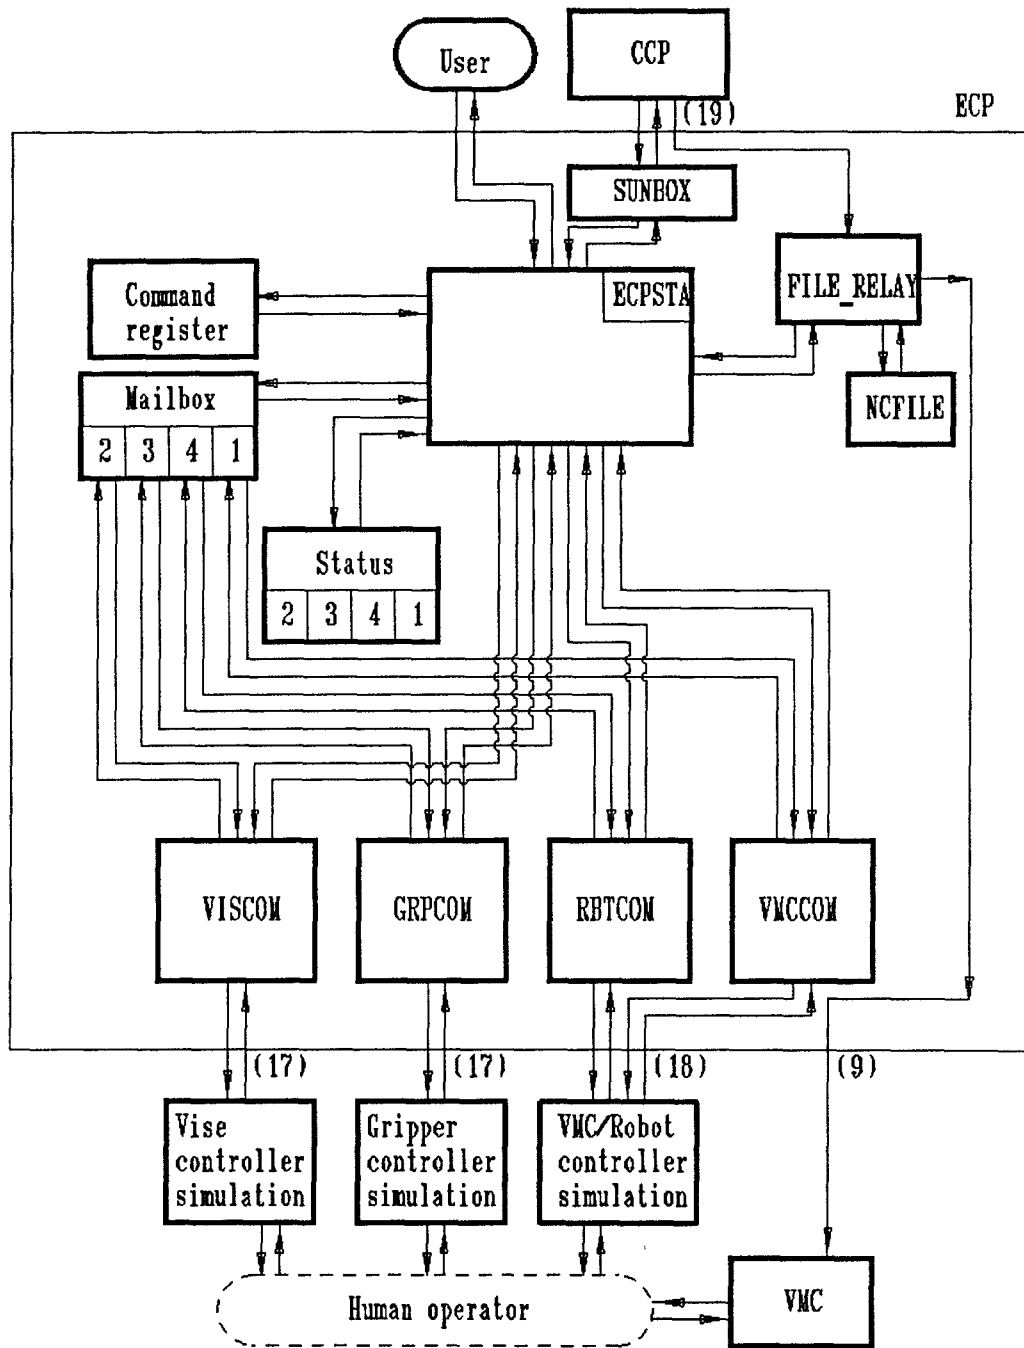 User
CCP
(19)
ECP
SUNBOX
Command
register
ECPSTA
FILE_RELAY
Mailbox
2 3 4 1
NCFILE
Status
2 3 4 1
VISCOM
GRPCOM
RBTCOM
VMCCOM
(17)
(17)
(18)
(9)
Vise
controller
simulation
Gripper
controller
simulation
VMC/Robot
controller
simulation
Human operator
VMC